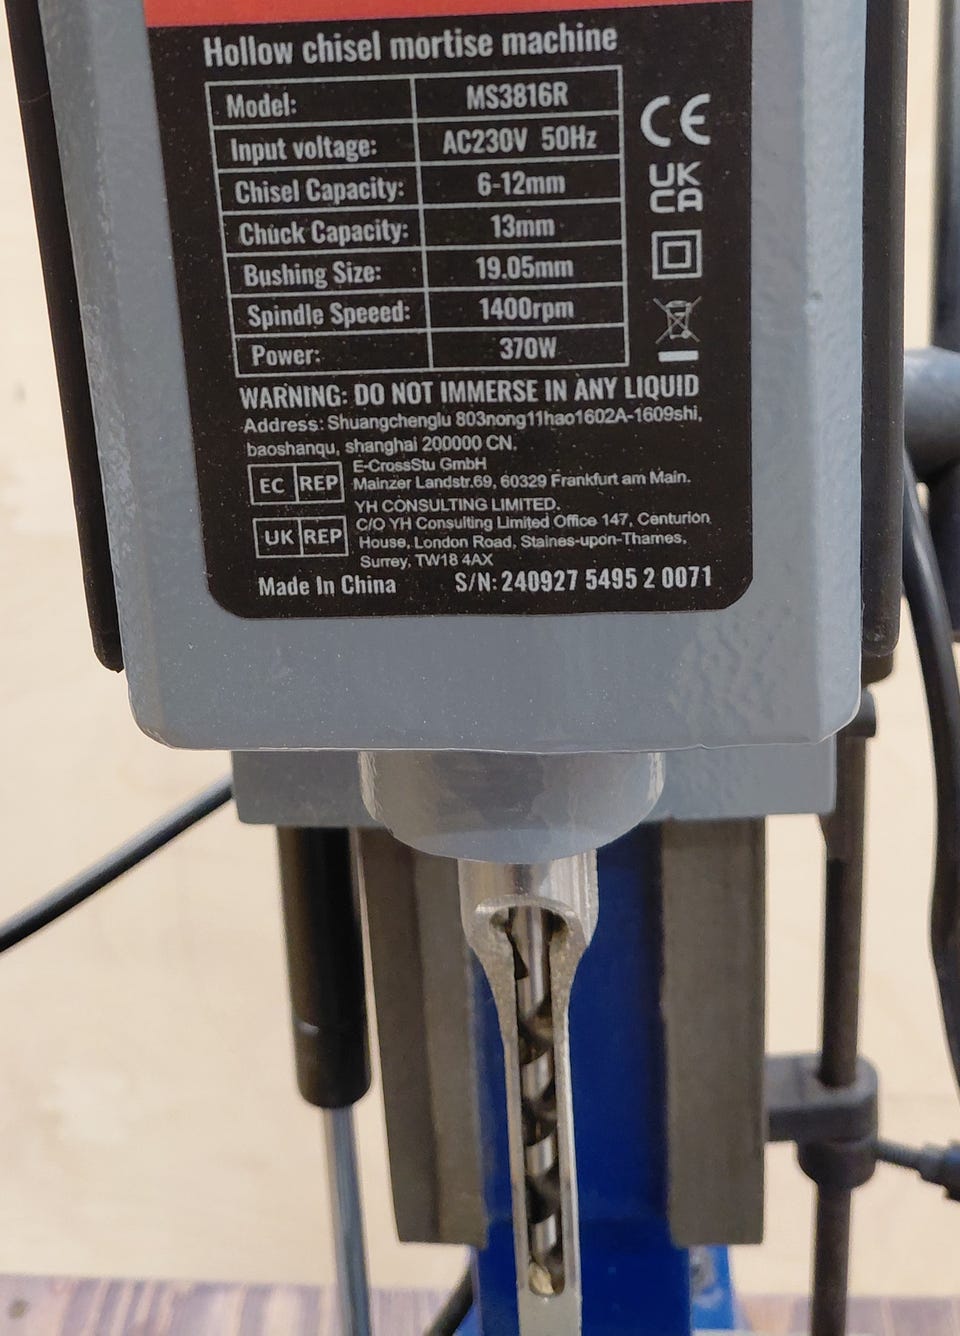 Hollow chisel mortise machine
Model: MS3816R
Input voltage: AC230V 50Hz
Chisel Capacity: 6-12mm
Chuck Capacity: 13mm
Bushing Size: 19.05mm
Spindle Speeed: 1400rpm
Power: 370W
CE
UK
CA
WARNING: DO NOT IMMERSE IN ANY LIQUID
Address: Shuangchenglu 803nong11hao1602A-1609shi,
baoshanqu, shanghai 200000 CN.
EC REP
E-CrossStu GmbH
Mainzer Landstr.69, 60329 Frankfurt am Main.
UK REP
YH CONSULTING LIMITED.
C/O YH Consulting Limited Office 147, Centurion
House, London Road, Staines-upon-Thames,
Surrey, TW18 4AX
Made In China S/N: 240927 5495 2 0071